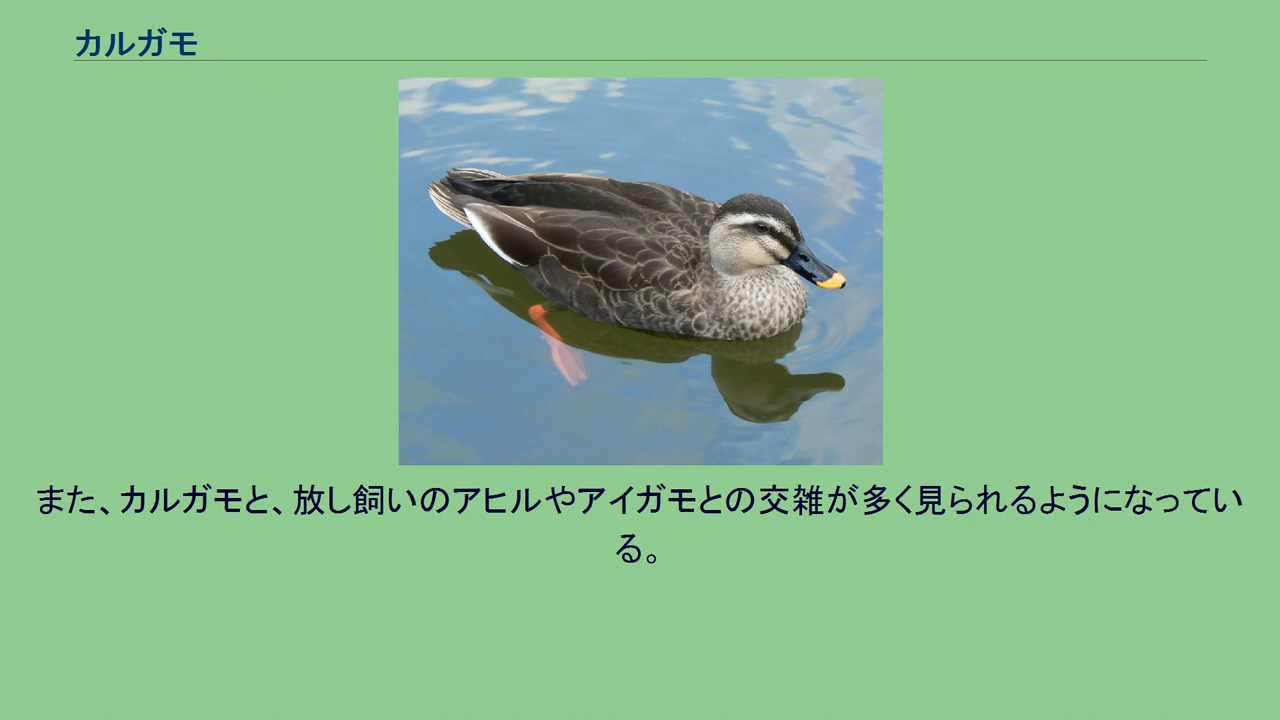 カルガモ
また、カルガモと、放し飼いのアヒルやアイガモとの交雑が多く見られるようになってい
る。